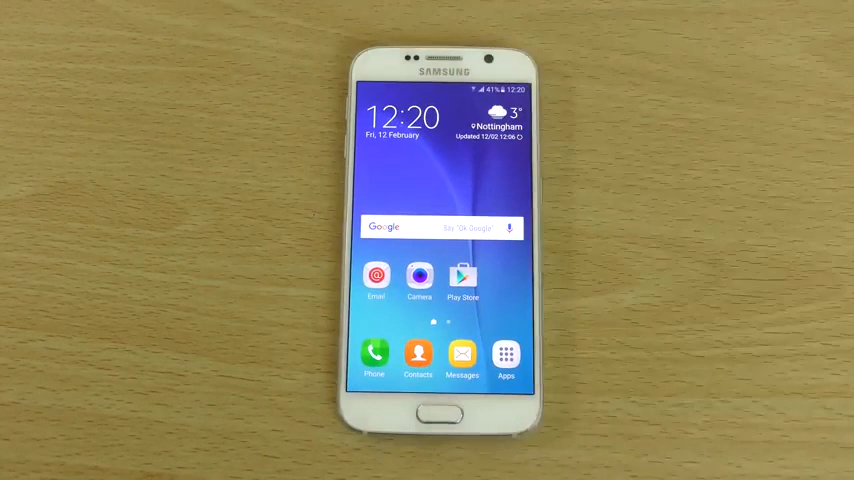 SAMSUNG
41% 12:20
12:20
Fri, 12 February
3°
Nottingham
Updated 12/02 12:06
Google Say "Ok Google"
Email Camera Play Store
Phone Contacts Messages Apps